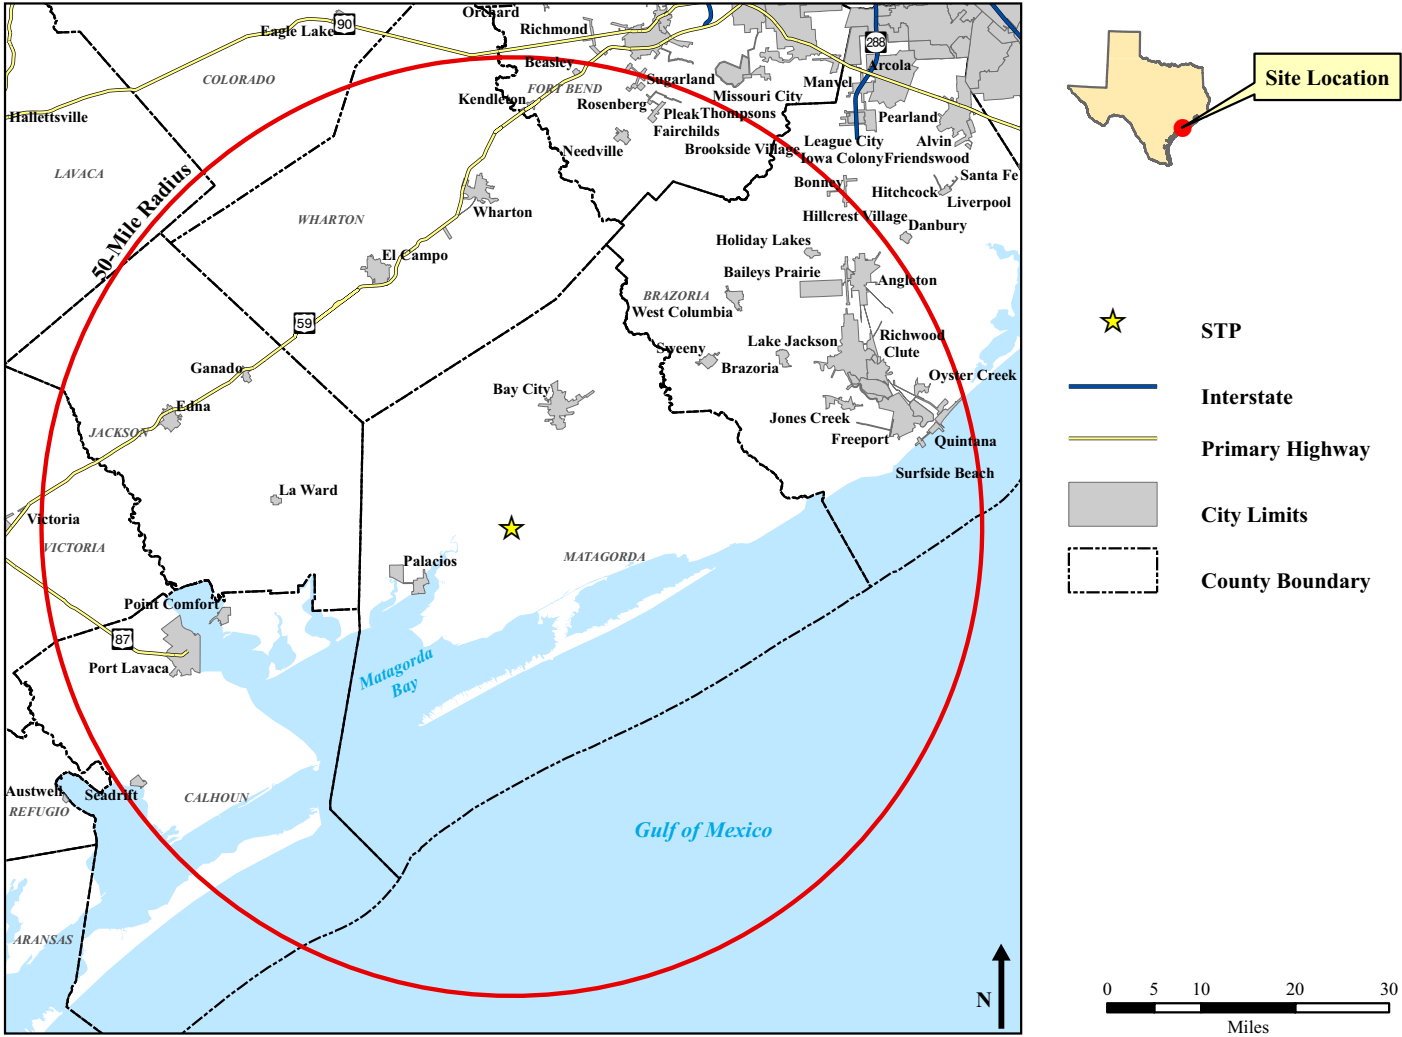 Orchard
90
Eagle Lake
Richmond
288
Site Location
Beasley
Arcola
COLORADO
Sugarland
Manvel
FORT BEND
Kendleton
Missouri City
Rosenberg
Hallettsville
Pleak
Thompsons
Pearland
Fairchilds
League City
Alvin
Needville
Brookside Village
Iowa Colony
Friendswood
LAVACA
Santa Fe
Bonney
Hitchcock
Liverpool
50-Mile Radius
Wharton
WHARTON
Hillcrest Village
Danbury
Holiday Lakes
El Campo
Baileys Prairie
Angleton
BRAZORIA
West Columbia
59
STP
Richwood
Lake Jackson
Sweeny
Clute
Ganado
Brazoria
Oyster Creek
Bay City
Interstate
Edna
Jones Creek
JACKSON
Freeport
Quintana
Primary Highway
Surfside Beach
La Ward
Victoria
City Limits
VICTORIA
MATAGORDA
Palacios
County Boundary
Point Comfort
87
Port Lavaca
Matagorda
Bay
Austwell
Seadrift
CALHOUN
REFUGIO
Gulf of Mexico
ARANSAS
N
0 5 10 20 30
Miles